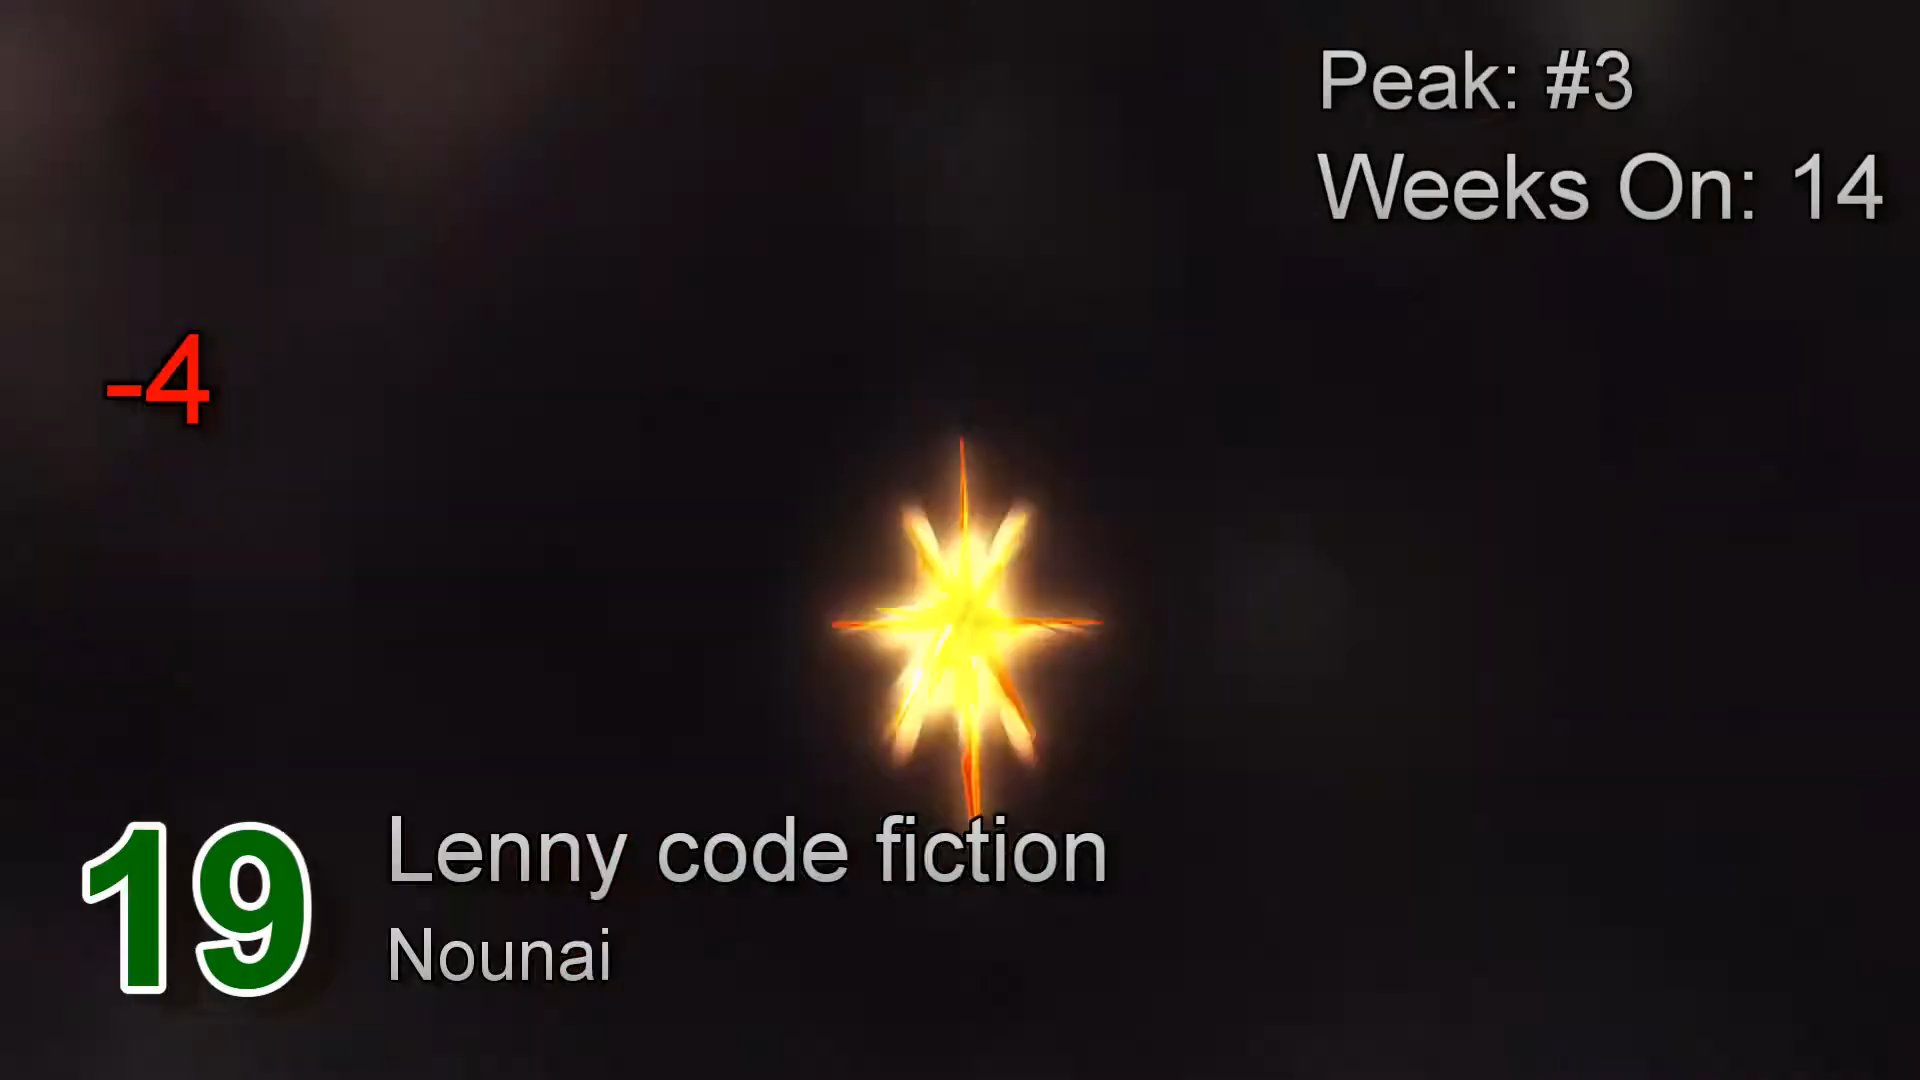 Peak: #3
Weeks On: 14
-4
19
Lenny code fiction
Nounai